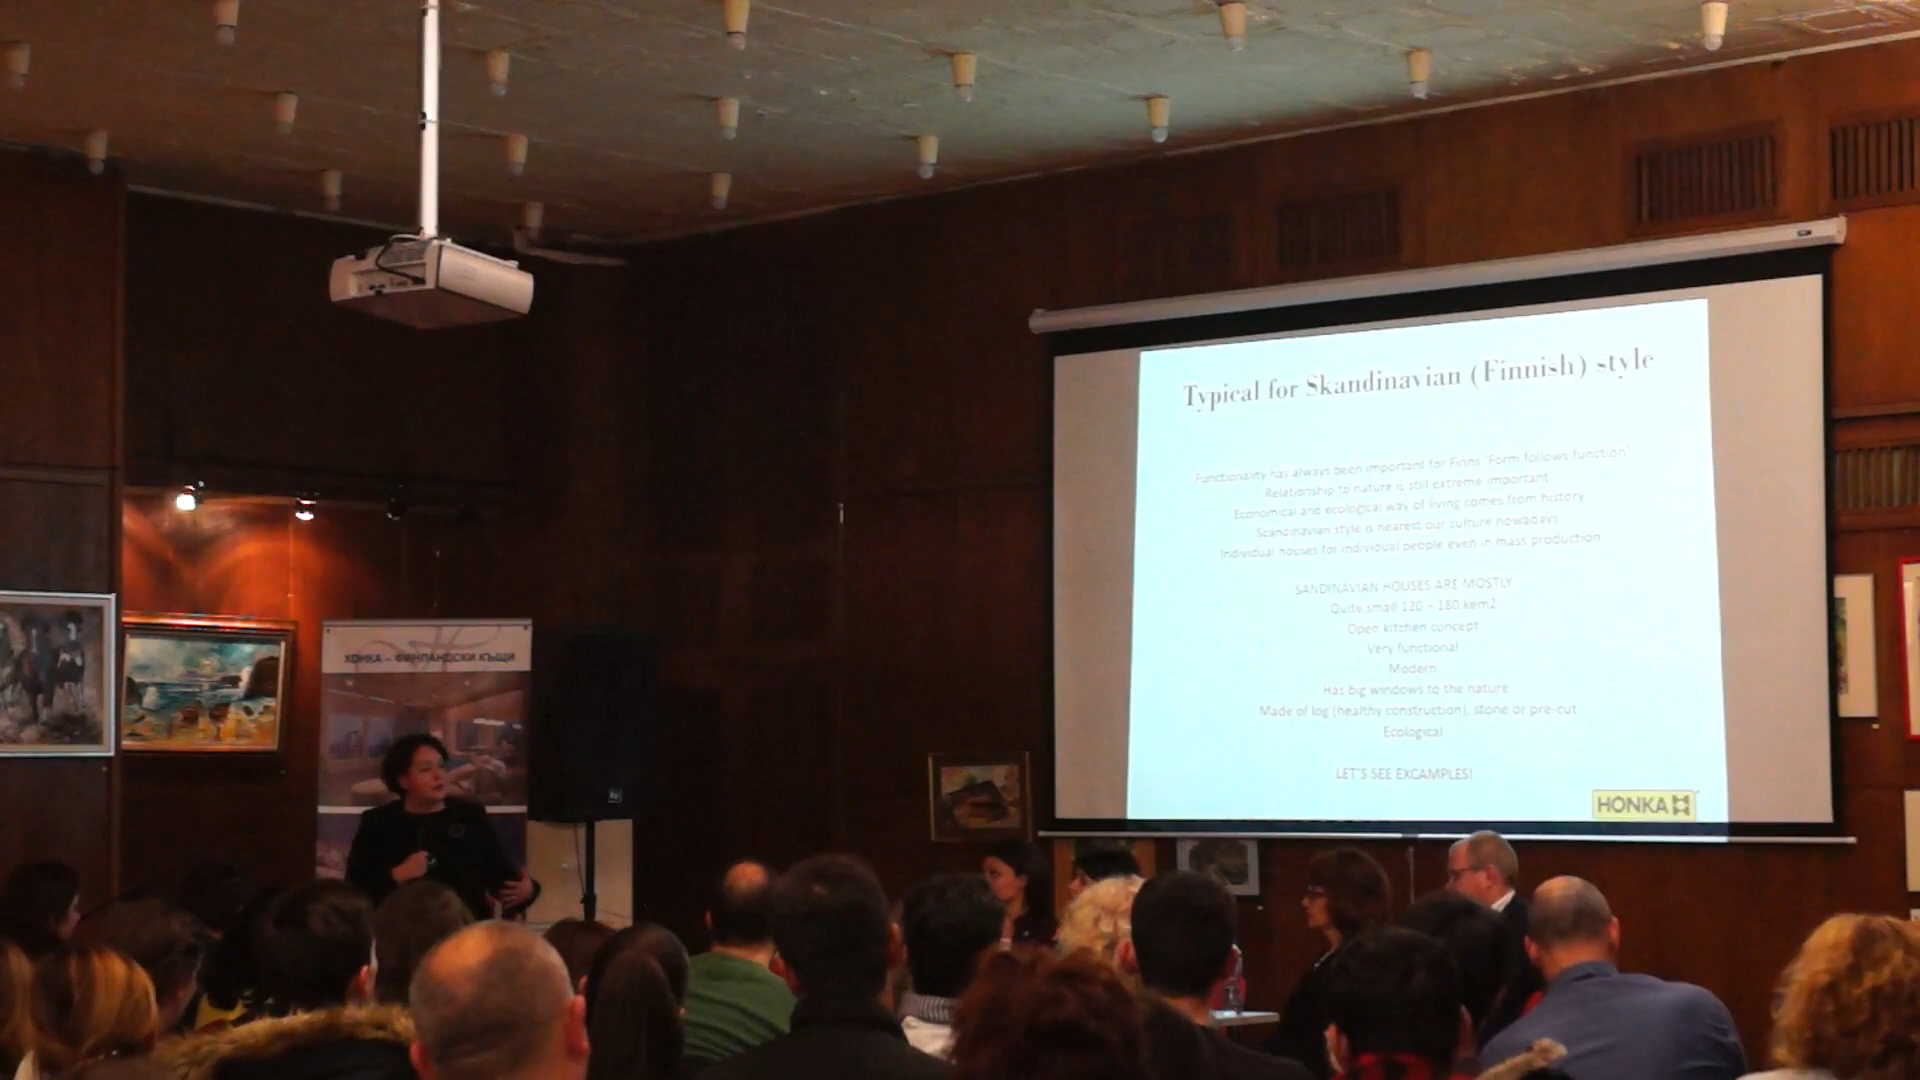 Typical for Skandinavian (Finnish) style
Functionality has always been important for Finns 'Form follows function'
Relationship to nature is still extreme important
Economical and ecological way of living comes from history
Scandinavian style is nearest our culture nowadays
Individual houses for individual people even in mass production
SANDINAVIAN HOUSES ARE MOSTLY
Quite small 120 – 180 kem2
Open kitchen concept
Very functional
Modern
Has big windows to the nature
Made of log (healthy construction), stone or pre-cut
Ecological
LET'S SEE EXCAMPLES!
HONKA
ХОНКА – ФИНЛАНДСКИ КЪЩИ